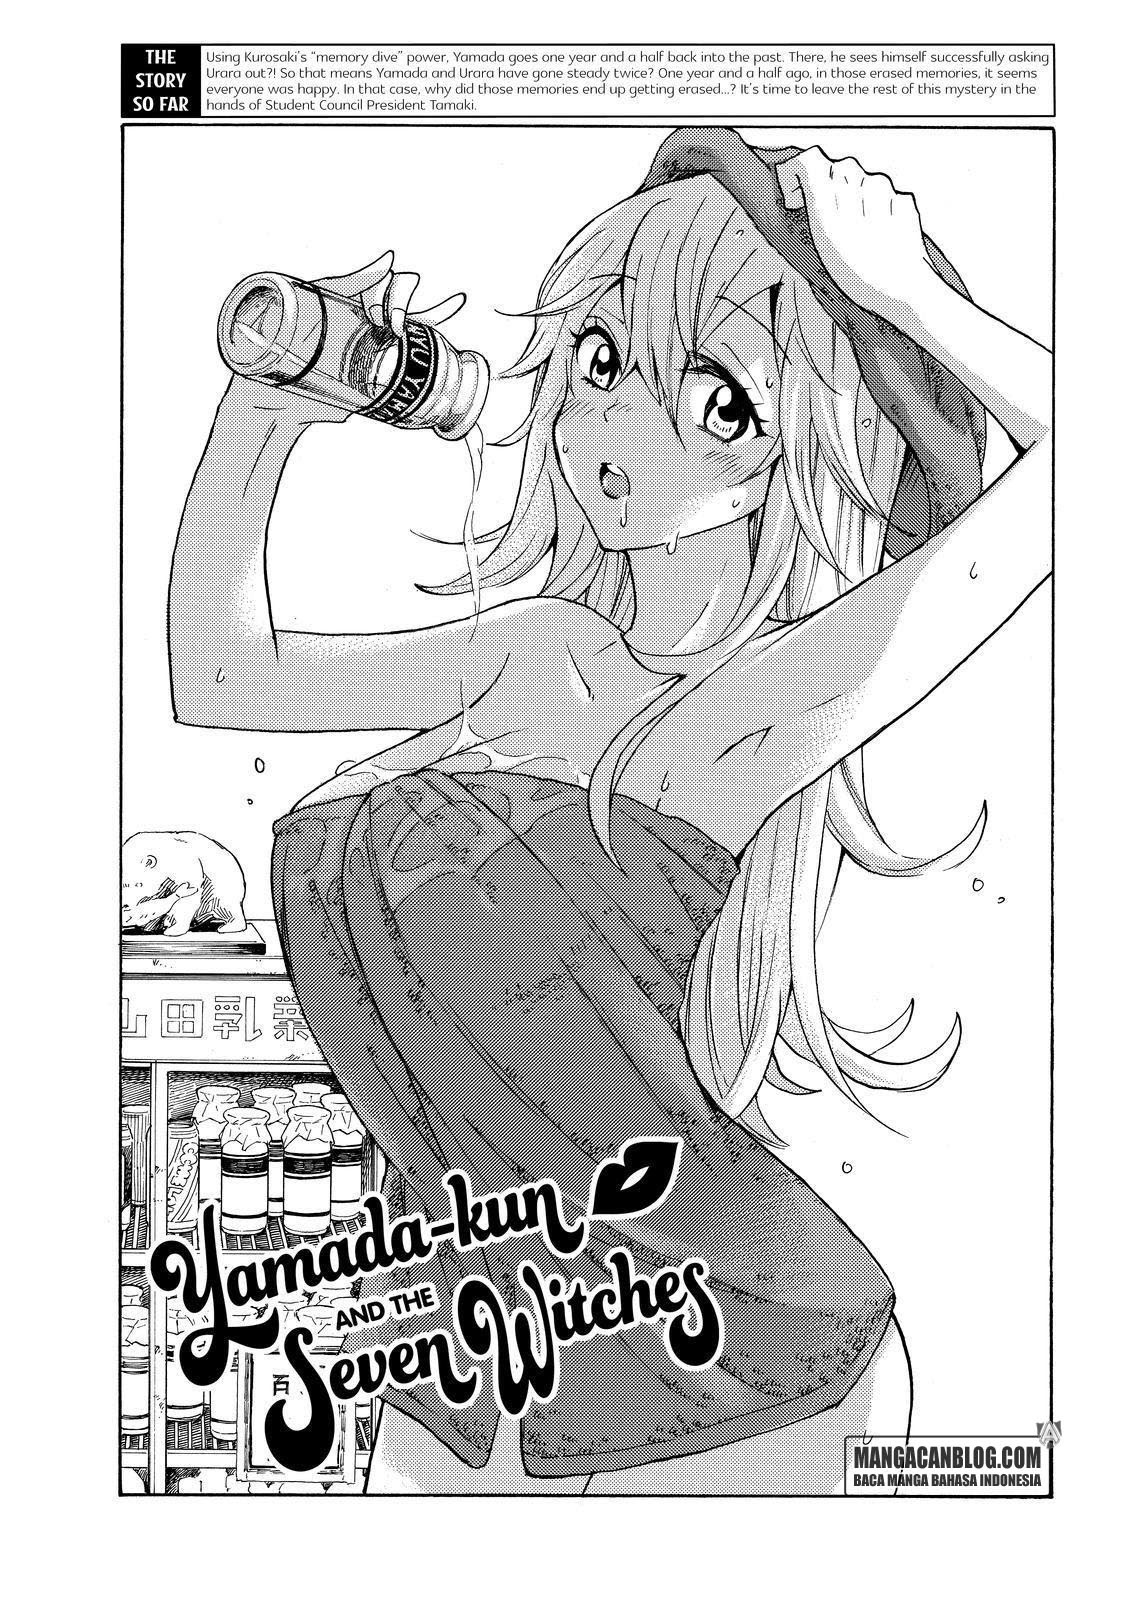 THE
STORY
SO FAR
Using Kurosaki's "memory dive" power, Yamada goes one year and a half back into the past. There, he sees himself successfully asking
Urara out?! So that means Yamada and Urara have gone steady twice? One year and a half ago, in those erased memories, it seems
everyone was happy. In that case, why did those memories end up getting erased...? It's time to leave the rest of this mystery in the
hands of Student Council President Tamaki.
山田乳業
Yamada-kun
AND THE
Seven Witches
MANGACANBLOG.COM
BACA MANGA BAHASA INDONESIA